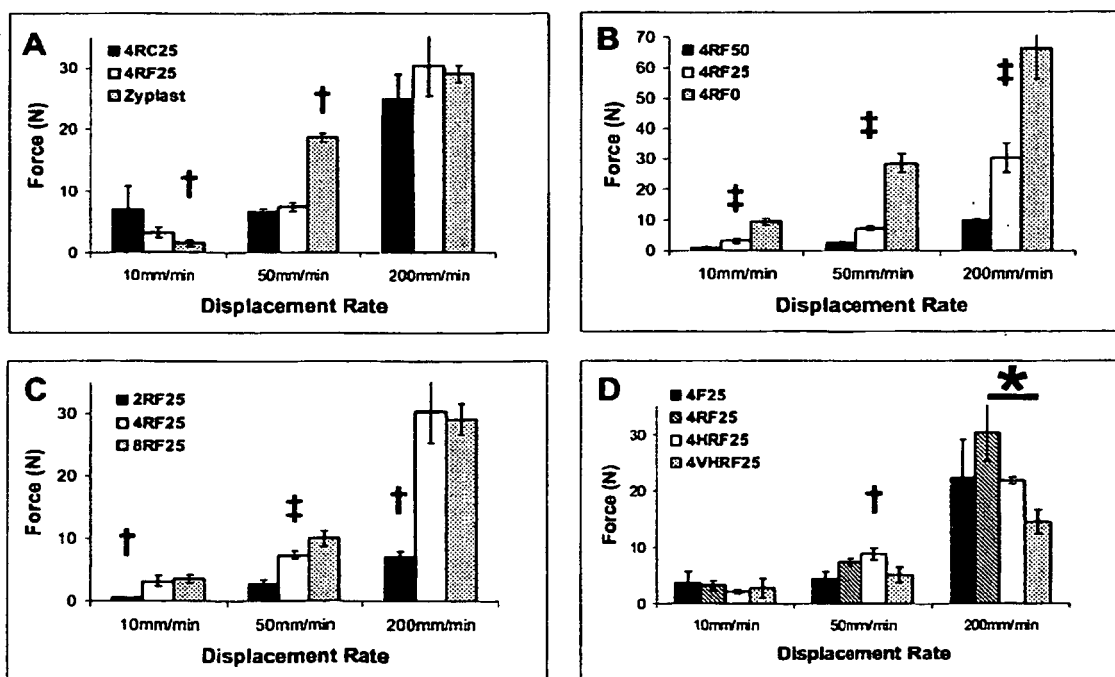 A
4RC25
4RF25
Zyplast
Force (N)
30
20
10
0
†
†
10mm/min
50mm/min
200mm/min
Displacement Rate
B
4RF50
4RF25
4RF0
Force (N)
70
60
50
40
30
20
10
0
‡
‡
‡
10mm/min
50mm/min
200mm/min
Displacement Rate
C
2RF25
4RF25
8RF25
Force (N)
30
20
10
0
†
‡
†
10mm/min
50mm/min
200mm/min
Displacement Rate
D
4F25
4RF25
4HRF25
4VHRF25
Force (N)
30
20
10
0
†
*
10mm/min
50mm/min
200mm/min
Displacement Rate